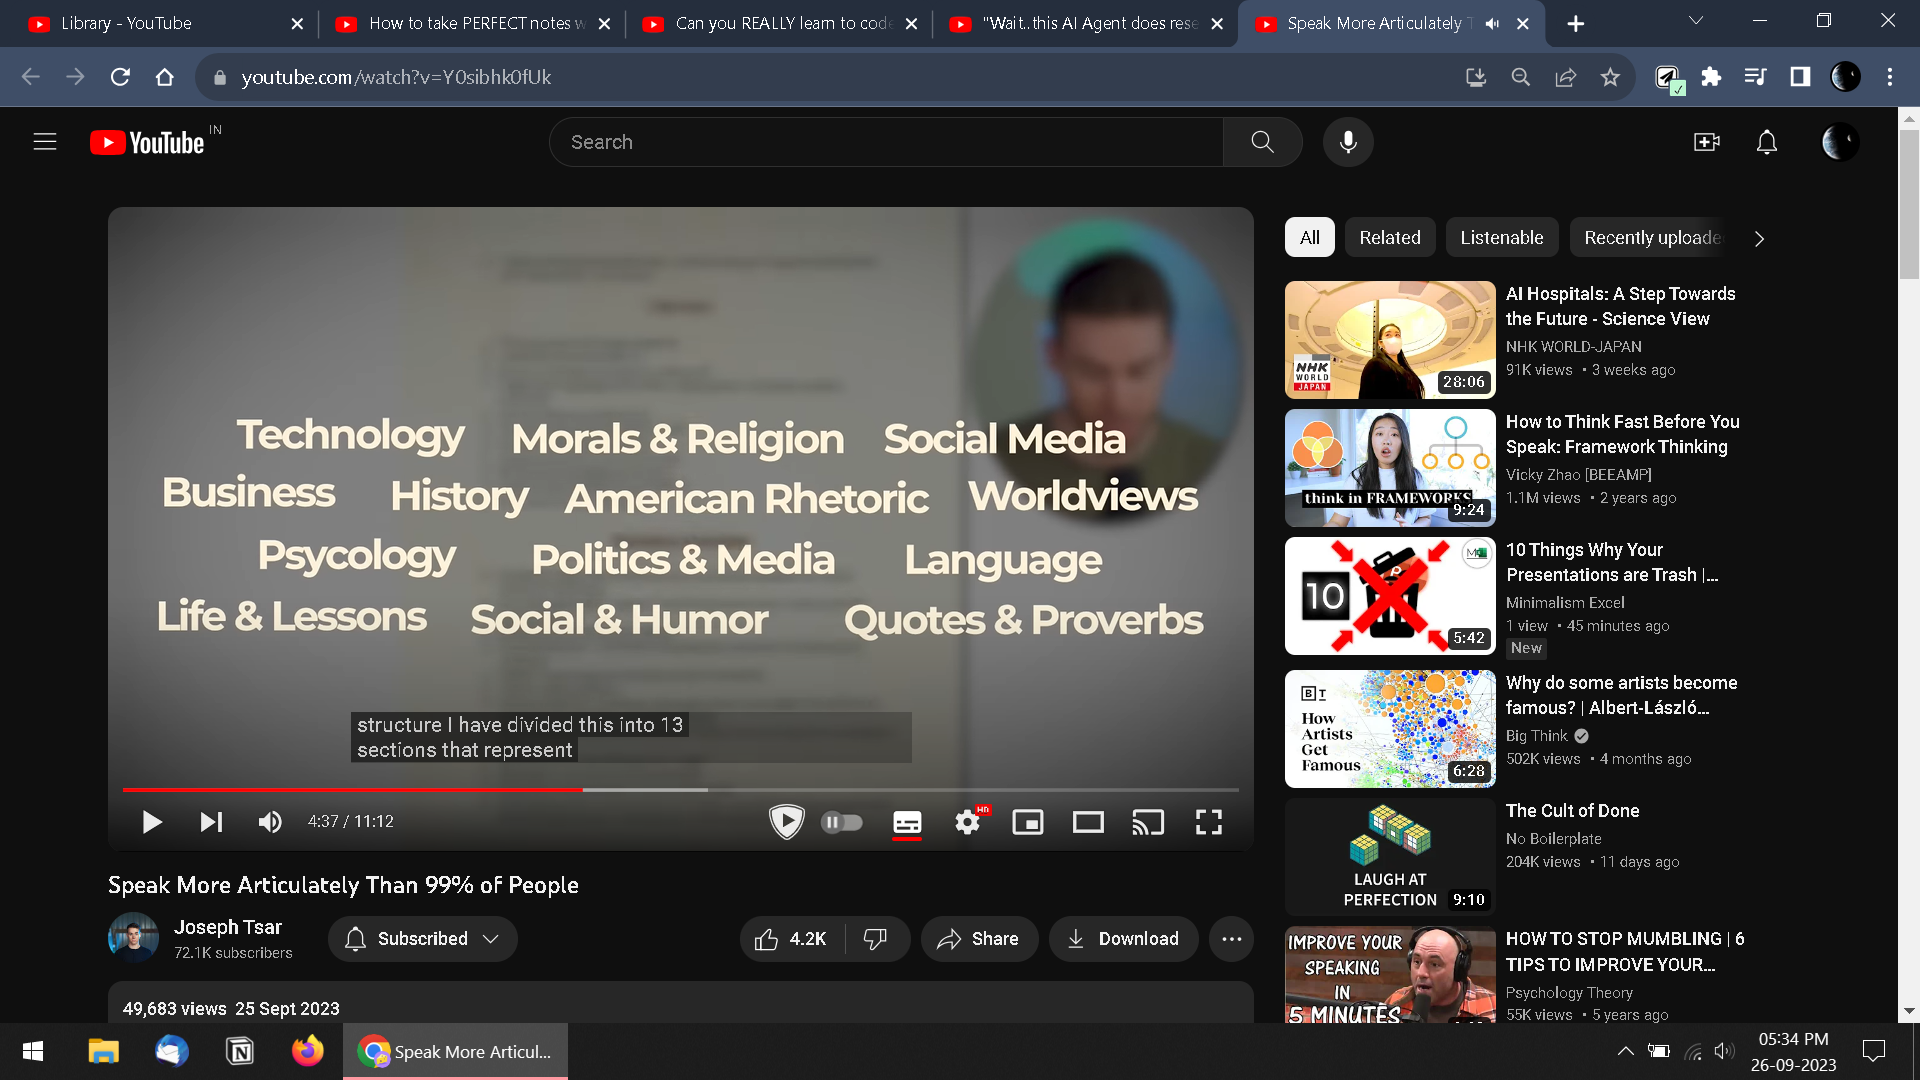 Library - YouTube
How to take PERFECT notes w
Can you REALLY learn to code
"Wait..this AI Agent does rese
Speak More Articulately T
youtube.com/watch?v=Y0sibhk0fUk
YouTube IN
Search
All
Related
Listenable
Recently uploade
Technology Morals & Religion Social Media
Business History American Rhetoric Worldviews
Psycology Politics & Media Language
Life & Lessons Social & Humor Quotes & Proverbs
structure I have divided this into 13
sections that represent
4:37 / 11:12
HD
Speak More Articulately Than 99% of People
Joseph Tsar
72.1K subscribers
Subscribed
4.2K
Share
Download
49,683 views 25 Sept 2023
NHK
WORLD
JAPAN
28:06
AI Hospitals: A Step Towards
the Future - Science View
NHK WORLD-JAPAN
91K views • 3 weeks ago
think in FRAMEWORKS
9:24
How to Think Fast Before You
Speak: Framework Thinking
Vicky Zhao [BEEAMP]
1.1M views • 2 years ago
10
P
5:42
10 Things Why Your
Presentations are Trash |...
Minimalism Excel
1 view • 45 minutes ago
New
B T
How
Artists
Get
Famous
6:28
Why do some artists become
famous? | Albert-László...
Big Think
502K views • 4 months ago
LAUGH AT
PERFECTION
9:10
The Cult of Done
No Boilerplate
204K views • 11 days ago
IMPROVE YOUR
SPEAKING
IN
5 MINUTES
HOW TO STOP MUMBLING | 6
TIPS TO IMPROVE YOUR...
Psychology Theory
55K views • 5 years ago
Speak More Articul...
05:34 PM
26-09-2023